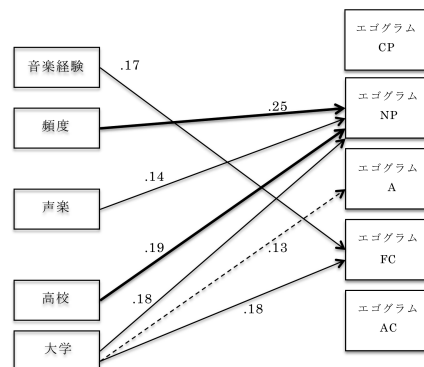 音楽経験
頻度
声楽
高校
大学
.17
.25
.14
.19
.18
.13
.18
エゴグラム
CP
エゴグラム
NP
エゴグラム
A
エゴグラム
FC
エゴグラム
AC